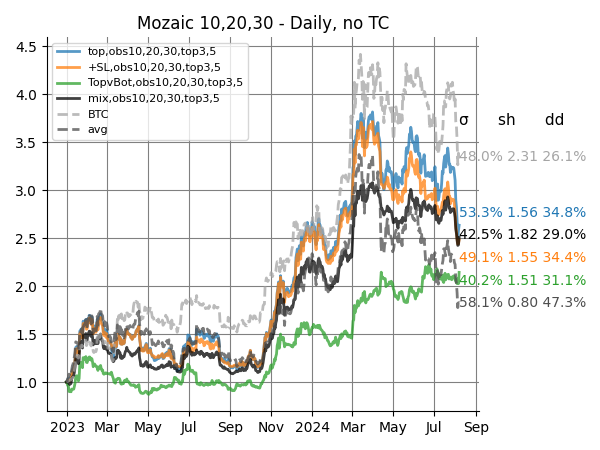 Mozaic 10,20,30 - Daily, no TC
4.5
4.0
3.5
3.0
2.5
2.0
1.5
1.0
top,obs10,20,30,top3,5
+SL,obs10,20,30,top3,5
TopvBot,obs10,20,30,top3,5
mix,obs10,20,30,top3,5
BTC
avg
σ sh dd
48.0% 2.31 26.1%
53.3% 1.56 34.8%
42.5% 1.82 29.0%
49.1% 1.55 34.4%
40.2% 1.51 31.1%
58.1% 0.80 47.3%
2023 Mar May Jul Sep Nov 2024 Mar May Jul Sep